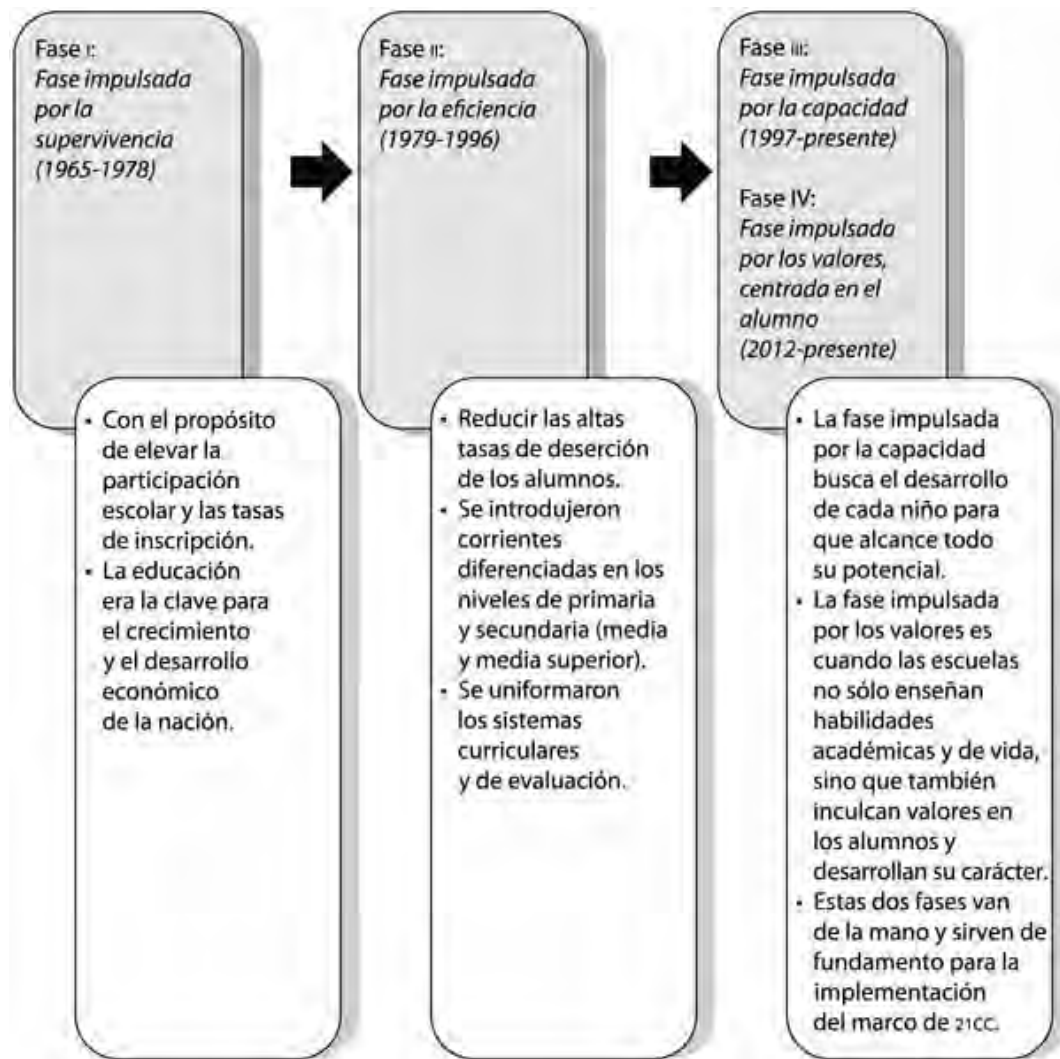 Fase I:
Fase impulsada
por la
supervivencia
(1965-1978)
Con el propósito
de elevar la
participación
escolar y las tasas
de inscripción.
La educación
era la clave para
el crecimiento
y el desarrollo
económico
de la nación.
Fase II:
Fase impulsada
por la eficiencia
(1979-1996)
Reducir las altas
tasas de deserción
de los alumnos.
Se introdujeron
corrientes
diferenciadas en los
niveles de primaria
y secundaria (media
y media superior).
Se uniformaron
los sistemas
curriculares
y de evaluación.
Fase III:
Fase impulsada
por la capacidad
(1997-presente)
Fase IV:
Fase impulsada
por los valores,
centrada en el
alumno
(2012-presente)
La fase impulsada
por la capacidad
busca el desarrollo
de cada niño para
que alcance todo
su potencial.
La fase impulsada
por los valores es
cuando las escuelas
no sólo enseñan
habilidades
académicas y de vida,
sino que también
inculcan valores en
los alumnos y
desarrollan su carácter.
Estas dos fases van
de la mano y sirven de
fundamento para la
implementación
del marco de 21CC.